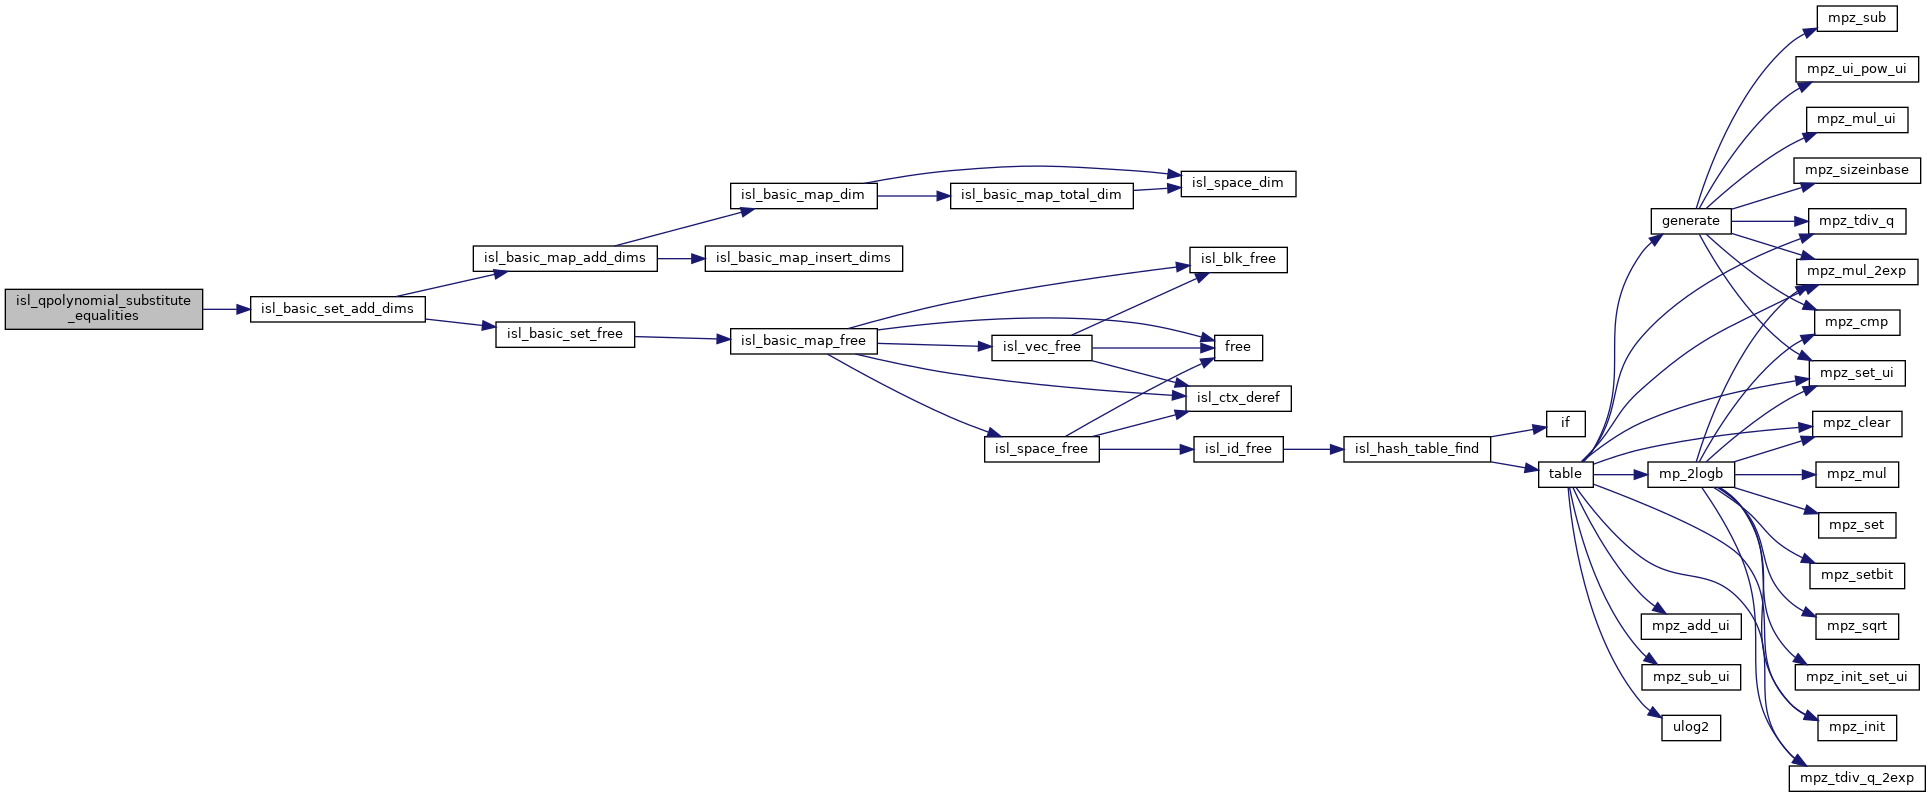 isl_qpolynomial_substitute
_equalities
isl_basic_set_add_dims
isl_basic_map_add_dims
isl_basic_set_free
isl_basic_map_dim
isl_basic_map_insert_dims
isl_basic_map_free
isl_basic_map_total_dim
isl_space_dim
isl_blk_free
isl_vec_free
free
isl_ctx_deref
isl_space_free
isl_id_free
isl_hash_table_find
if
table
generate
mp_2logb
mpz_add_ui
mpz_sub_ui
ulog2
mpz_sub
mpz_ui_pow_ui
mpz_mul_ui
mpz_sizeinbase
mpz_tdiv_q
mpz_mul_2exp
mpz_cmp
mpz_set_ui
mpz_clear
mpz_mul
mpz_set
mpz_setbit
mpz_sqrt
mpz_init_set_ui
mpz_init
mpz_tdiv_q_2exp